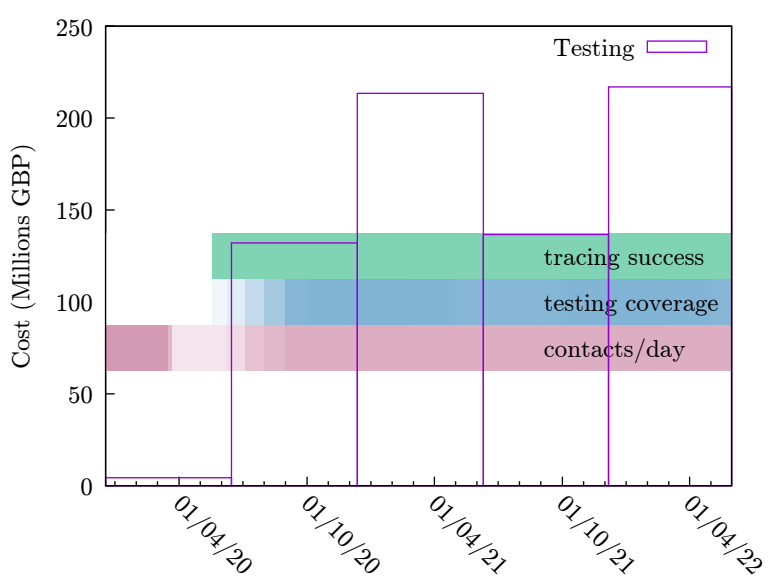 250
Testing
200
150
100
50
0
Cost (Millions GBP)
tracing success
testing coverage
contacts/day
01/04/20
01/10/20
01/04/21
01/10/21
01/04/22